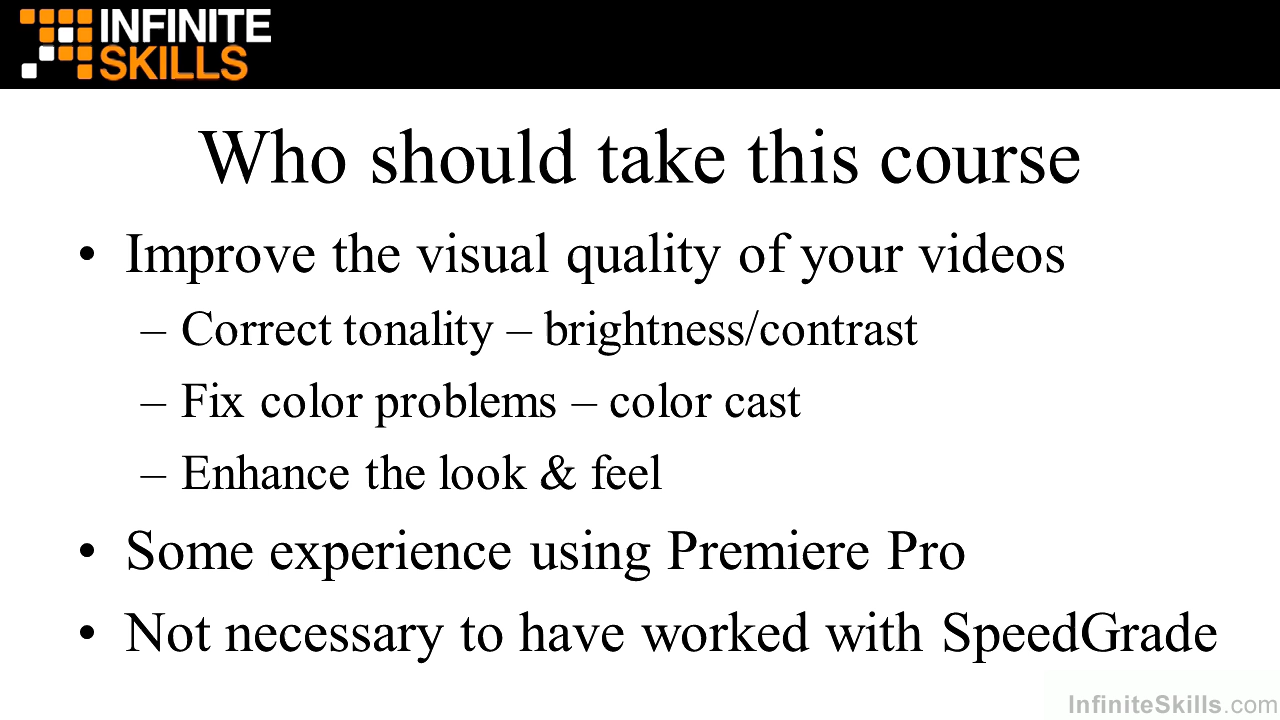 INFINITE
SKILLS
Who should take this course
• Improve the visual quality of your videos
– Correct tonality – brightness/contrast
– Fix color problems – color cast
– Enhance the look & feel
• Some experience using Premiere Pro
• Not necessary to have worked with SpeedGrade
InfiniteSkills.com